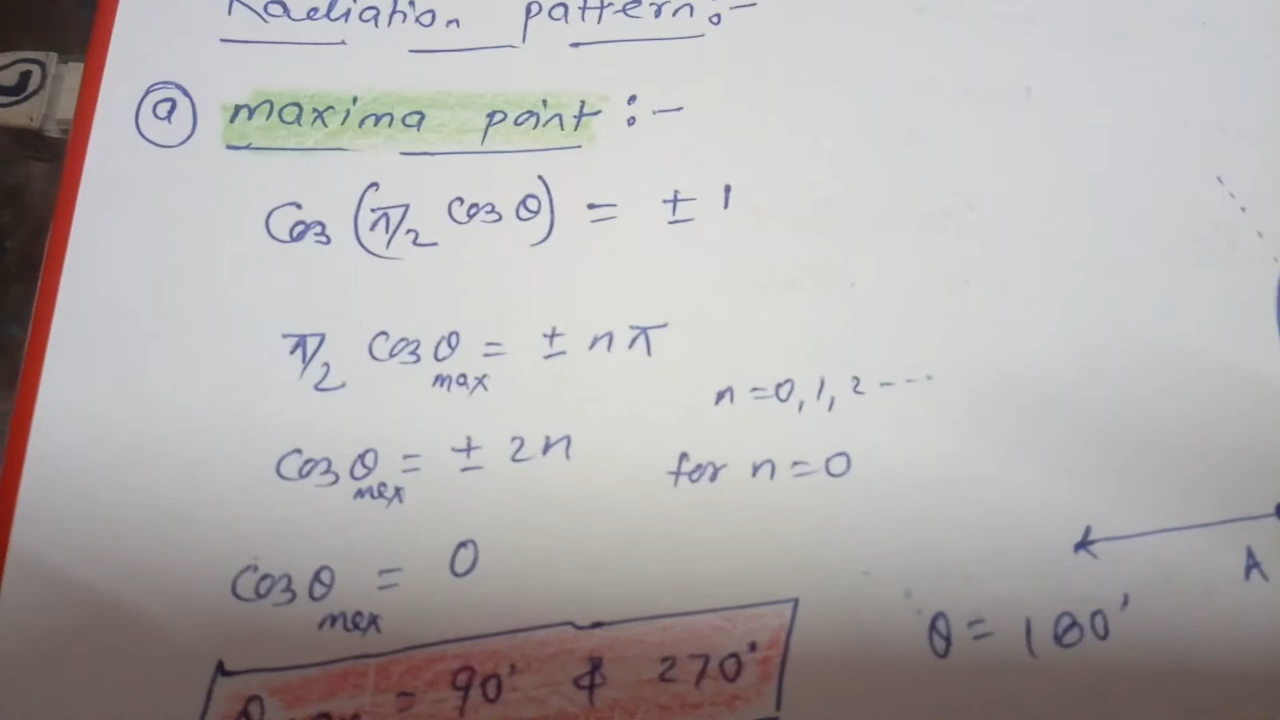 Radiation pattern:-
(a) maxima point :-
Cos (π/2 cos θ) = ± 1
π/2 cos θmax = ± nπ
n=0, 1, 2 ----
cos θmax = ± 2n for n=0
cos θmax = 0
θmax = 90° & 270°
A
θ = 180°